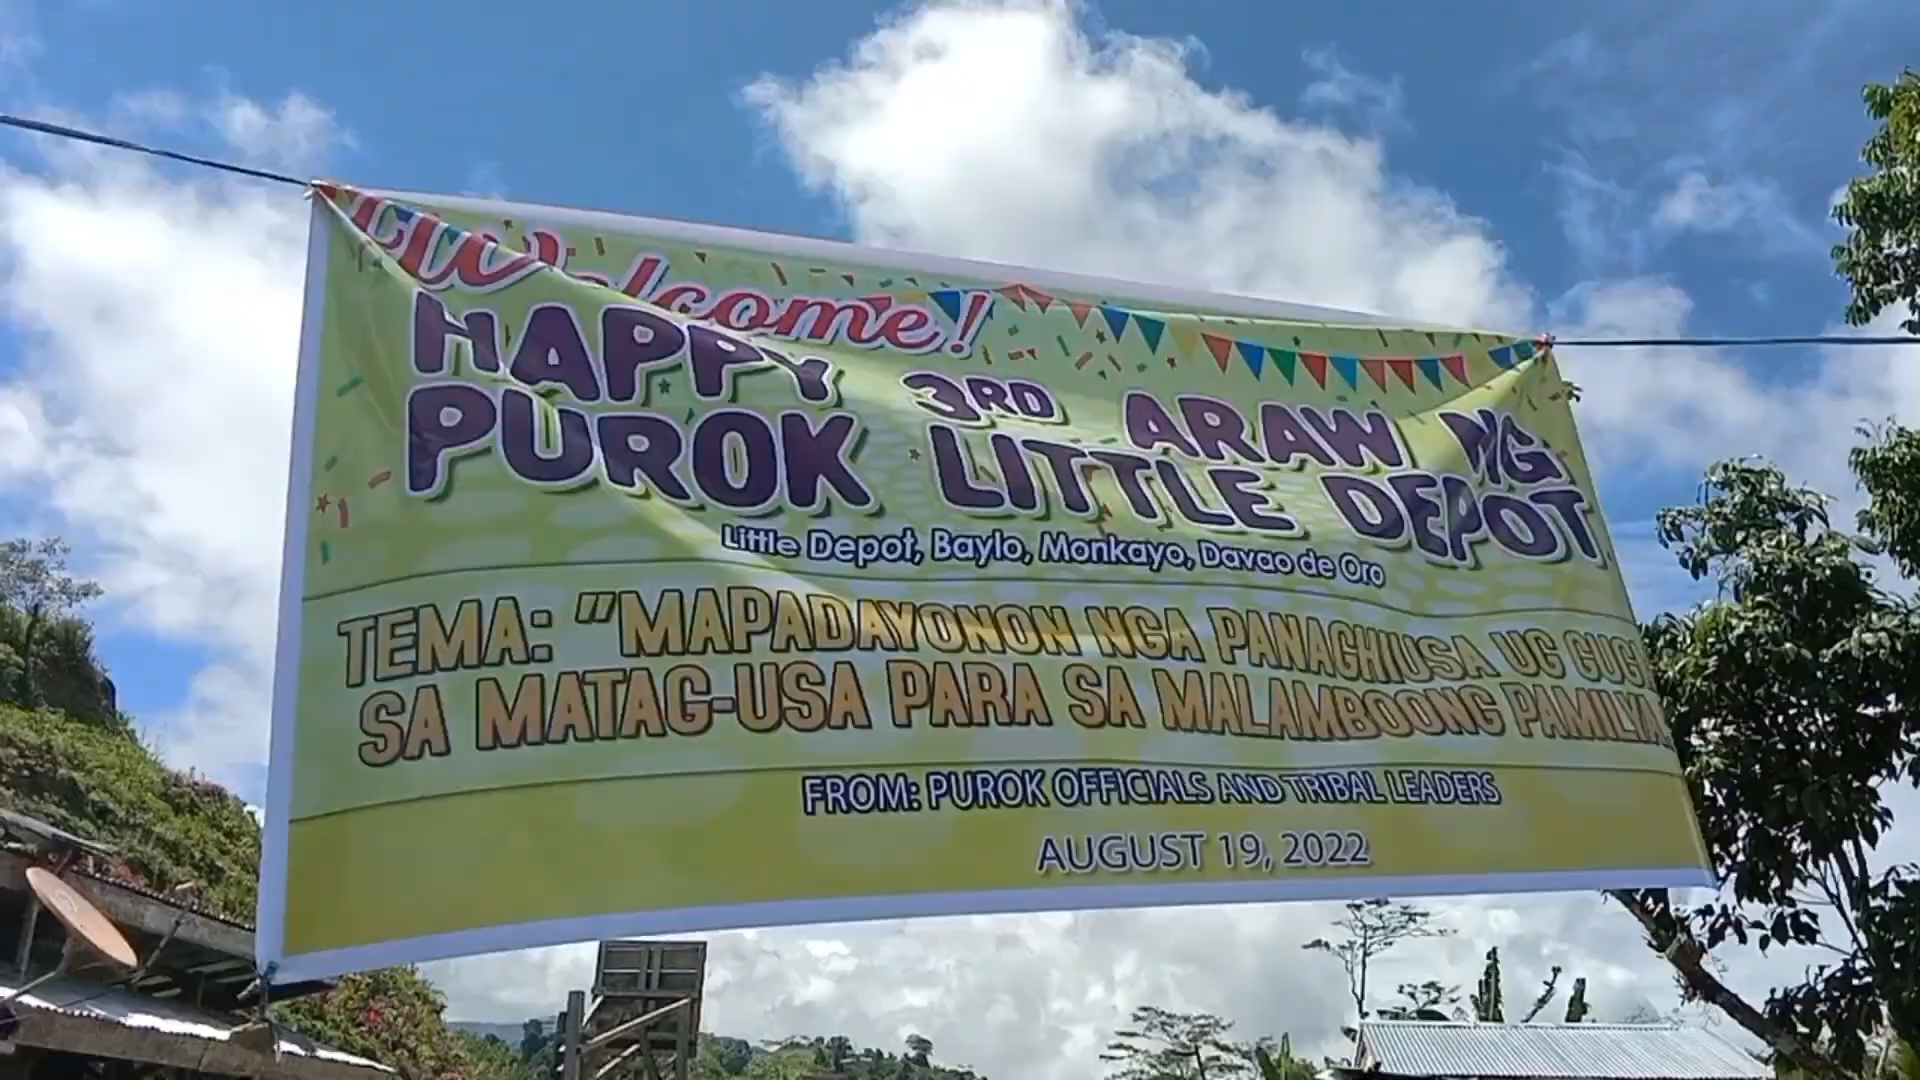 Welcome!
HAPPY 3RD ARAW NG
PUROK LITTLE DEPOT
Little Depot, Baylo, Monkayo, Davao de Oro
TEMA: "MAPADAYONON NGA PANAGHIUSA UG
SA MATAG-USA PARA SA MALAMBOONG PAMILYA
FROM: PUROK OFFICIALS AND TRIBAL LEADERS
AUGUST 19, 2022